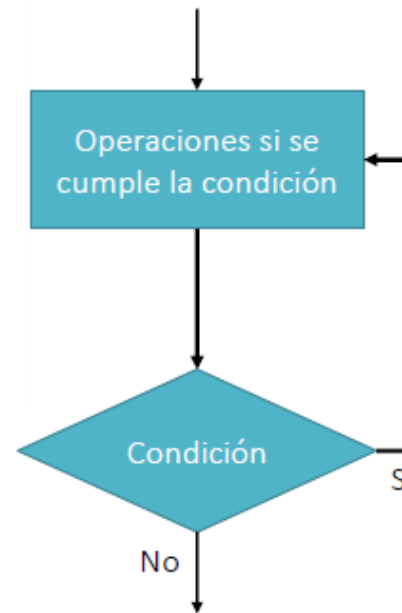 Operaciones si se
cumple la condición
Condición
S
No